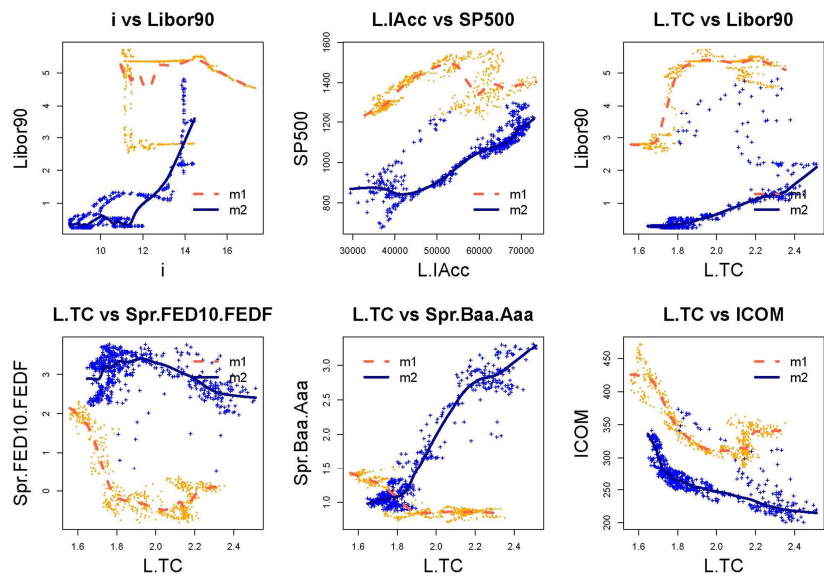 i vs Libor90
L.IAcc vs SP500
L.TC vs Libor90
Libor90
5
4
3
2
1
10 12 14 16
i
m1
m2
SP500
1600
1400
1200
1000
800
30000 40000 50000 60000 70000
L.IAcc
m1
m2
Libor90
5
4
3
2
1
1.6 1.8 2.0 2.2 2.4
L.TC
m1
m2
L.TC vs Spr.FED10.FEDF
L.TC vs Spr.Baa.Aaa
L.TC vs ICOM
Spr.FED10.FEDF
3
2
1
0
1.6 1.8 2.0 2.2 2.4
L.TC
m1
m2
Spr.Baa.Aaa
3.0
2.5
2.0
1.5
1.0
1.6 1.8 2.0 2.2 2.4
L.TC
m1
m2
ICOM
450
400
350
300
250
200
1.6 1.8 2.0 2.2 2.4
L.TC
m1
m2